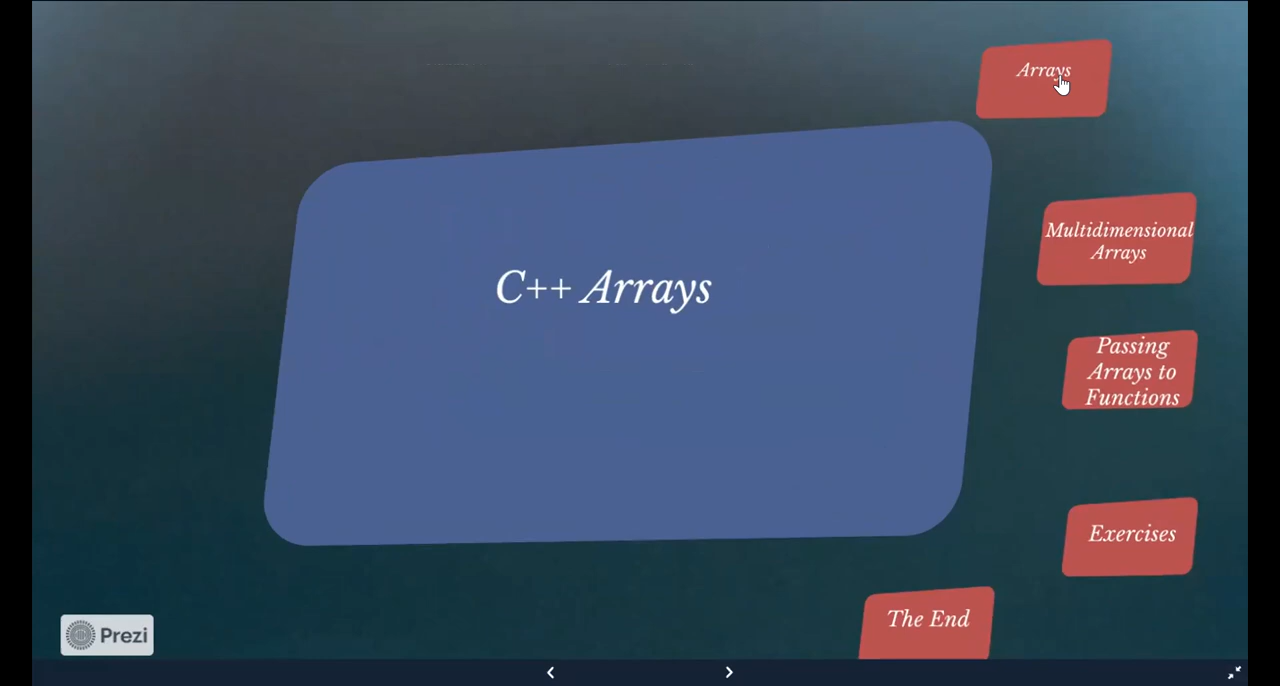 Arrays
C++ Arrays
Multidimensional
Arrays
Passing
Arrays to
Functions
Exercises
The End
Prezi